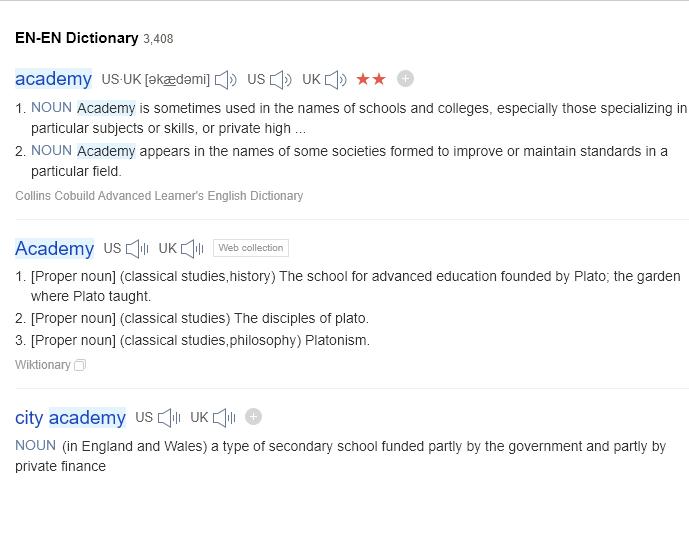 EN-EN Dictionary 3,408
academy US·UK [əkædəmi] US UK ★★
1. NOUN Academy is sometimes used in the names of schools and colleges, especially those specializing in
particular subjects or skills, or private high ...
2. NOUN Academy appears in the names of some societies formed to improve or maintain standards in a
particular field.
Collins Cobuild Advanced Learner's English Dictionary
Academy US UK Web collection
1. [Proper noun] (classical studies,history) The school for advanced education founded by Plato; the garden
where Plato taught.
2. [Proper noun] (classical studies) The disciples of plato.
3. [Proper noun] (classical studies,philosophy) Platonism.
Wiktionary
city academy US UK
NOUN (in England and Wales) a type of secondary school funded partly by the government and partly by
private finance